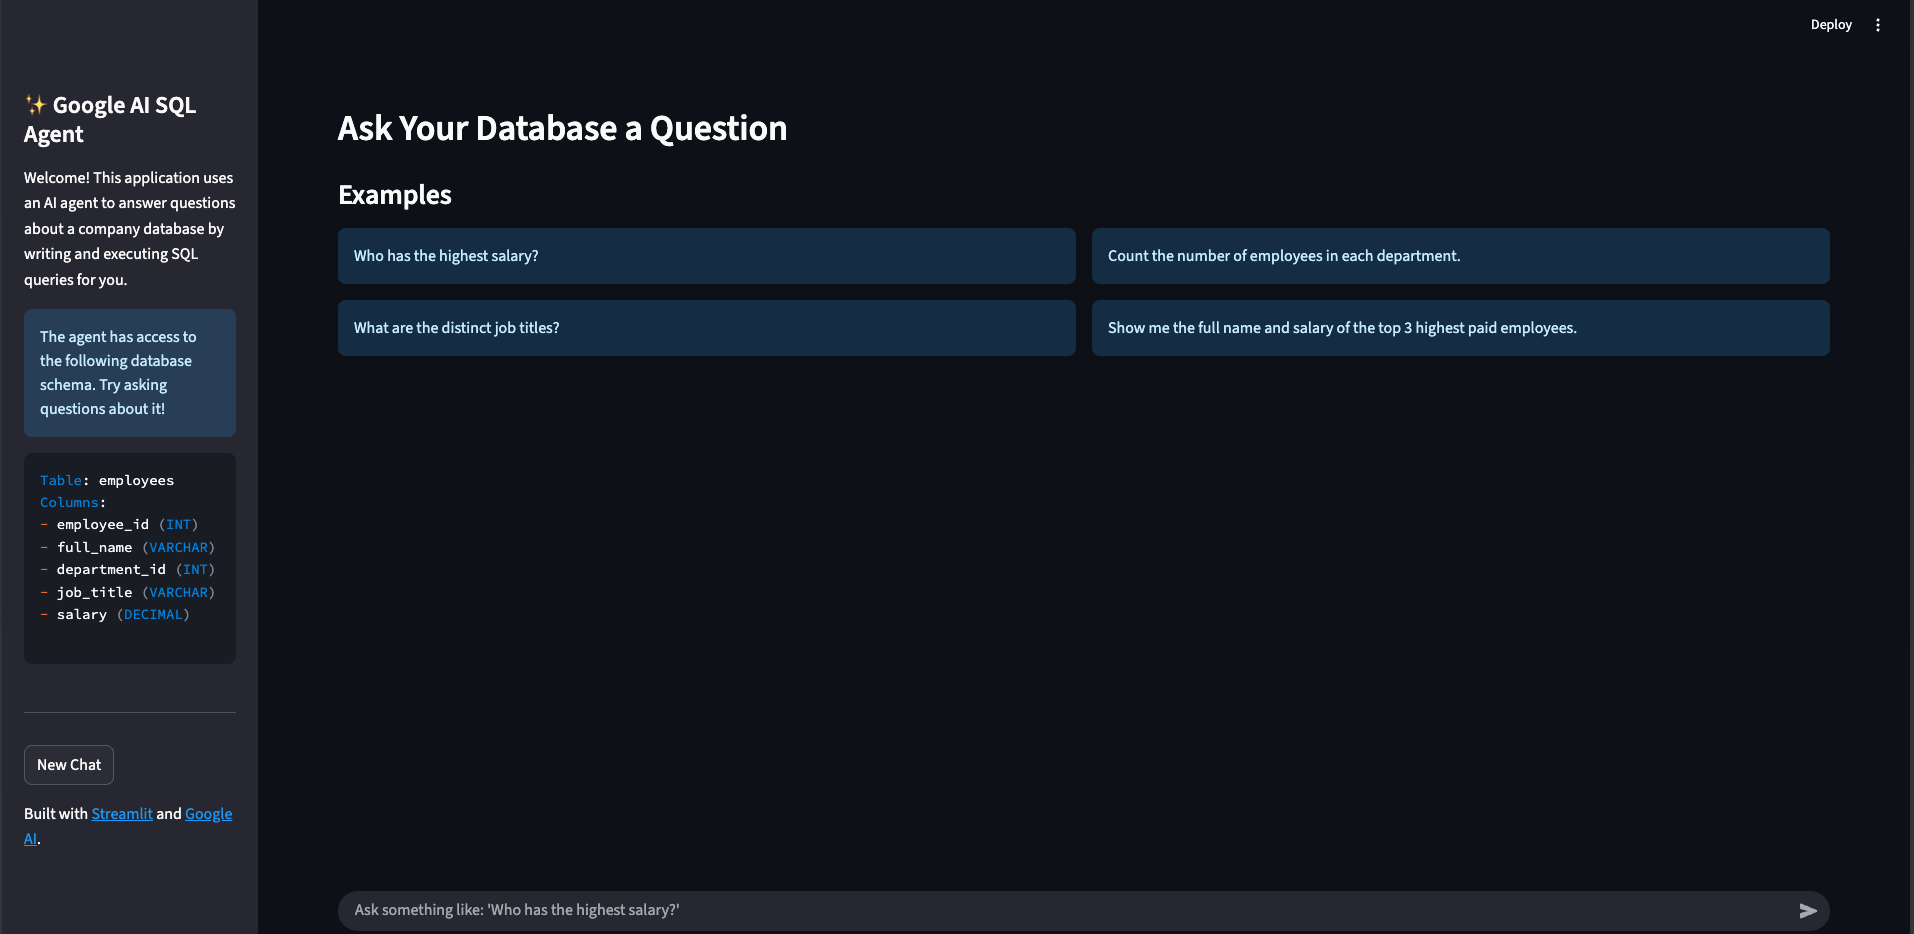 Deploy
✨ Google AI SQL
Agent
Welcome! This application uses
an AI agent to answer questions
about a company database by
writing and executing SQL
queries for you.
The agent has access to
the following database
schema. Try asking
questions about it!
Table: employees
Columns:
- employee_id (INT)
- full_name (VARCHAR)
- department_id (INT)
- job_title (VARCHAR)
- salary (DECIMAL)
New Chat
Built with Streamlit and Google
AI.
Ask Your Database a Question
Examples
Who has the highest salary?
Count the number of employees in each department.
What are the distinct job titles?
Show me the full name and salary of the top 3 highest paid employees.
Ask something like: 'Who has the highest salary?'